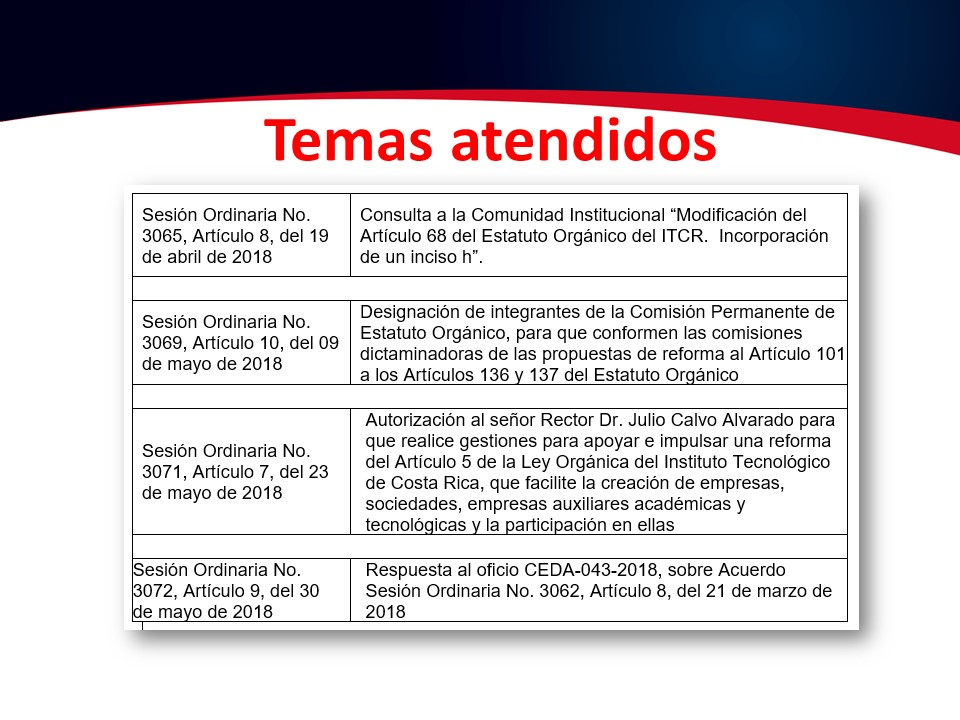 Temas atendidos
Sesión Ordinaria No.
3065, Artículo 8, del 19
de abril de 2018
Consulta a la Comunidad Institucional “Modificación del
Artículo 68 del Estatuto Orgánico del ITCR.  Incorporación
de un inciso h”.
Sesión Ordinaria No.
3069, Artículo 10, del 09
de mayo de 2018
Designación de integrantes de la Comisión Permanente de
Estatuto Orgánico, para que conformen las comisiones
dictaminadoras de las propuestas de reforma al Artículo 101
a los Artículos 136 y 137 del Estatuto Orgánico
Sesión Ordinaria No.
3071, Artículo 7, del 23
de mayo de 2018
Autorización al señor Rector Dr. Julio Calvo Alvarado para
que realice gestiones para apoyar e impulsar una reforma
del Artículo 5 de la Ley Orgánica del Instituto Tecnológico
de Costa Rica, que facilite la creación de empresas,
sociedades, empresas auxiliares académicas y
tecnológicas y la participación en ellas
Sesión Ordinaria No.
3072, Artículo 9, del 30
de mayo de 2018
Respuesta al oficio CEDA-043-2018, sobre Acuerdo
Sesión Ordinaria No. 3062, Artículo 8, del 21 de marzo de
2018